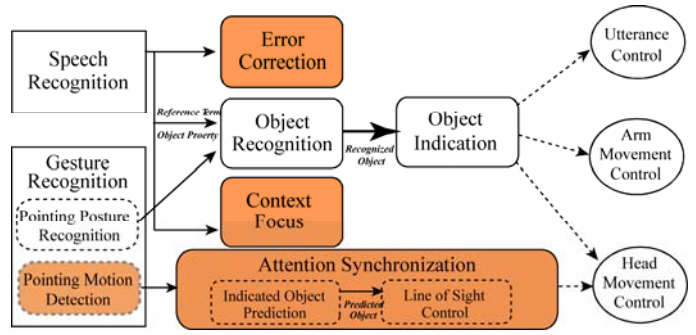 Speech
Recognition
Error
Correction
Utterance
Control
Reference Term
Object Proerty
Object
Recognition
Recognized
Object
Object
Indication
Arm
Movement
Control
Gesture
Recognition
Pointing Posture
Recognition
Context
Focus
Pointing Motion
Detection
Attention Synchronization
Indicated Object
Prediction
Predicted
Object
Line of Sight
Control
Head
Movement
Control